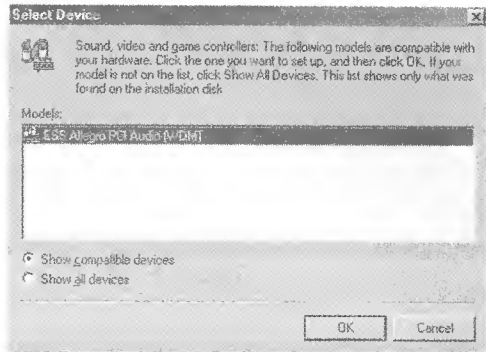 Select Device
Sound, video and game controllers: The following models are compatible with
your hardware. Click the one you want to set up, and then click OK. If your
model is not on the list, click Show All Devices. This list shows only what was
found on the installation disk
Models:
ESS Allegro PCI Audio (WDM)
Show compatible devices
Show all devices
OK Cancel